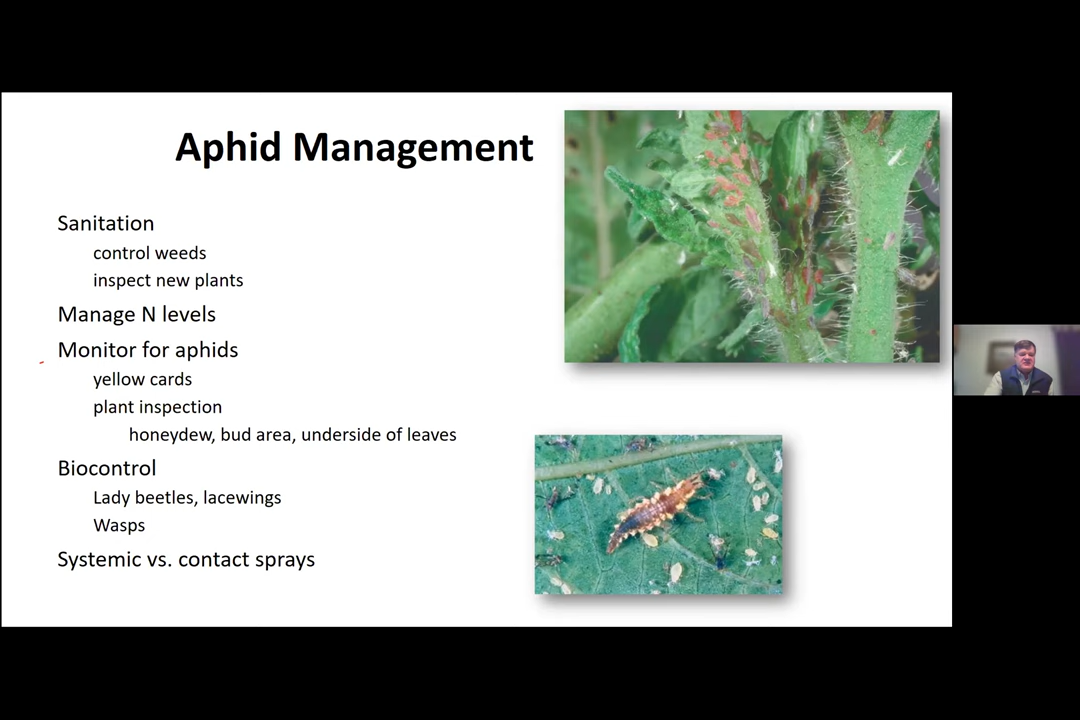 Aphid Management
Sanitation
control weeds
inspect new plants
Manage N levels
Monitor for aphids
yellow cards
plant inspection
honeydew, bud area, underside of leaves
Biocontrol
Lady beetles, lacewings
Wasps
Systemic vs. contact sprays